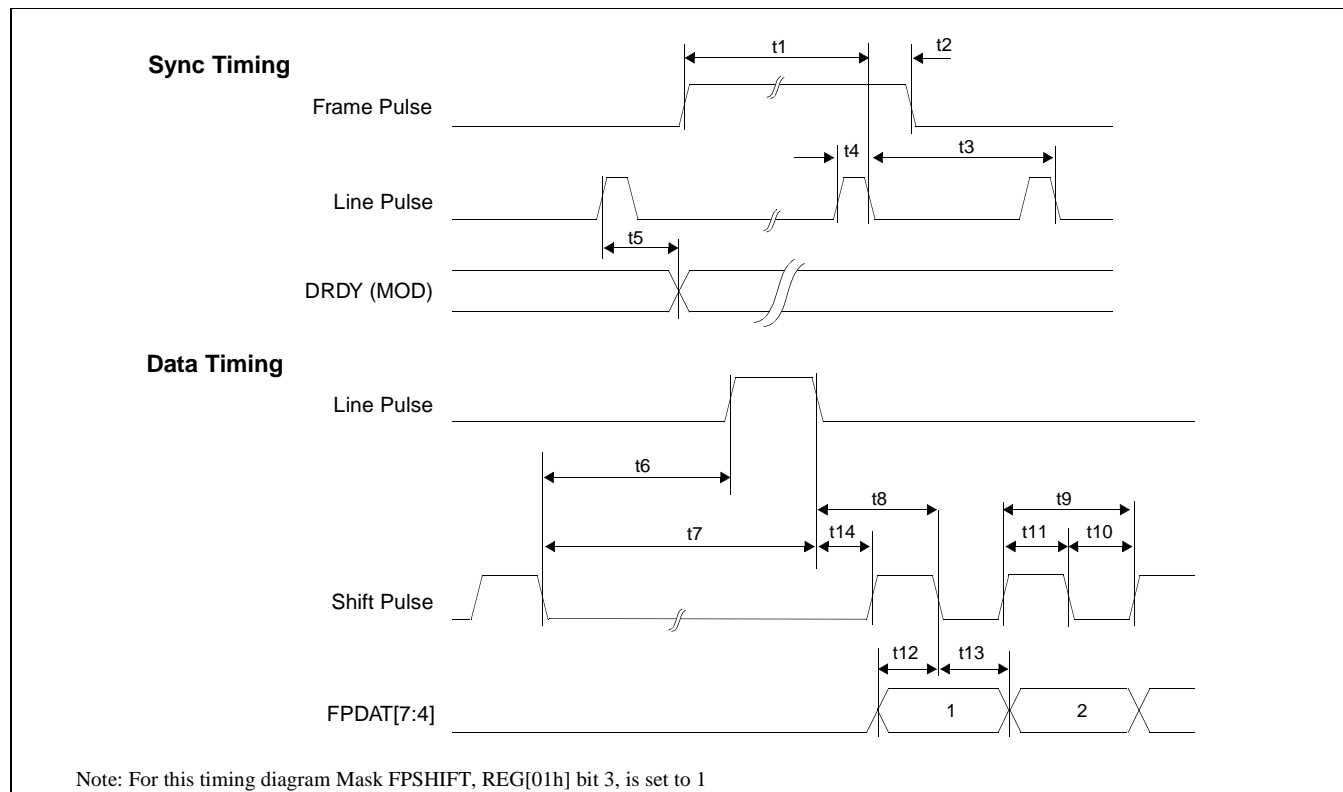 Sync Timing
t1
t2
Frame Pulse
t4
t3
Line Pulse
t5
DRDY (MOD)
Data Timing
Line Pulse
t6
t8
t9
t7
t14
t11
t10
Shift Pulse
t12
t13
FPDAT[7:4]
1
2
Note: For this timing diagram Mask FPSHIFT, REG[01h] bit 3, is set to 1